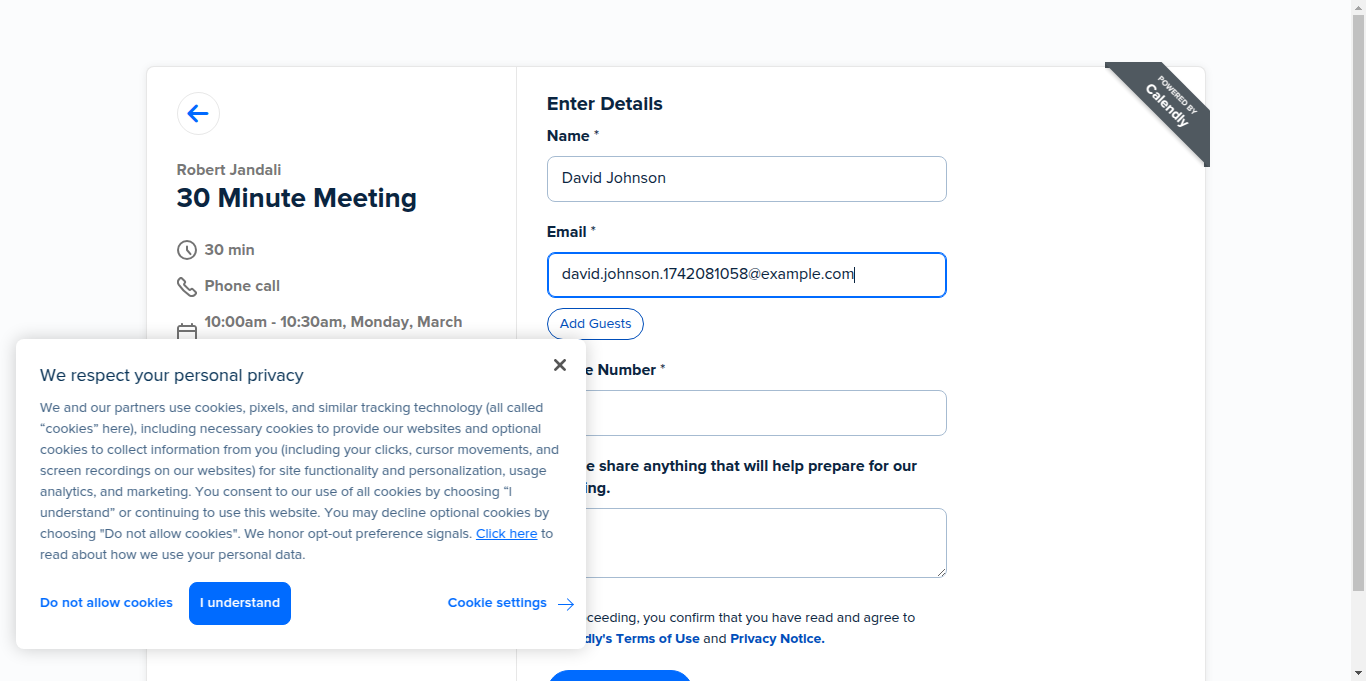 POWERED BY
Calendly
Robert Jandali
30 Minute Meeting
30 min
Phone call
10:00am - 10:30am, Monday, March
Enter Details
Name *
David Johnson
Email *
david.johnson.1742081058@example.com
Add Guests
e Number *
e share anything that will help prepare for our
ing.
ceeding, you confirm that you have read and agree to
dly's Terms of Use and Privacy Notice.
We respect your personal privacy
We and our partners use cookies, pixels, and similar tracking technology (all called
“cookies” here), including necessary cookies to provide our websites and optional
cookies to collect information from you (including your clicks, cursor movements, and
screen recordings on our websites) for site functionality and personalization, usage
analytics, and marketing. You consent to our use of all cookies by choosing “I
understand” or continuing to use this website. You may decline optional cookies by
choosing "Do not allow cookies". We honor opt-out preference signals. Click here to
read about how we use your personal data.
Do not allow cookies
I understand
Cookie settings